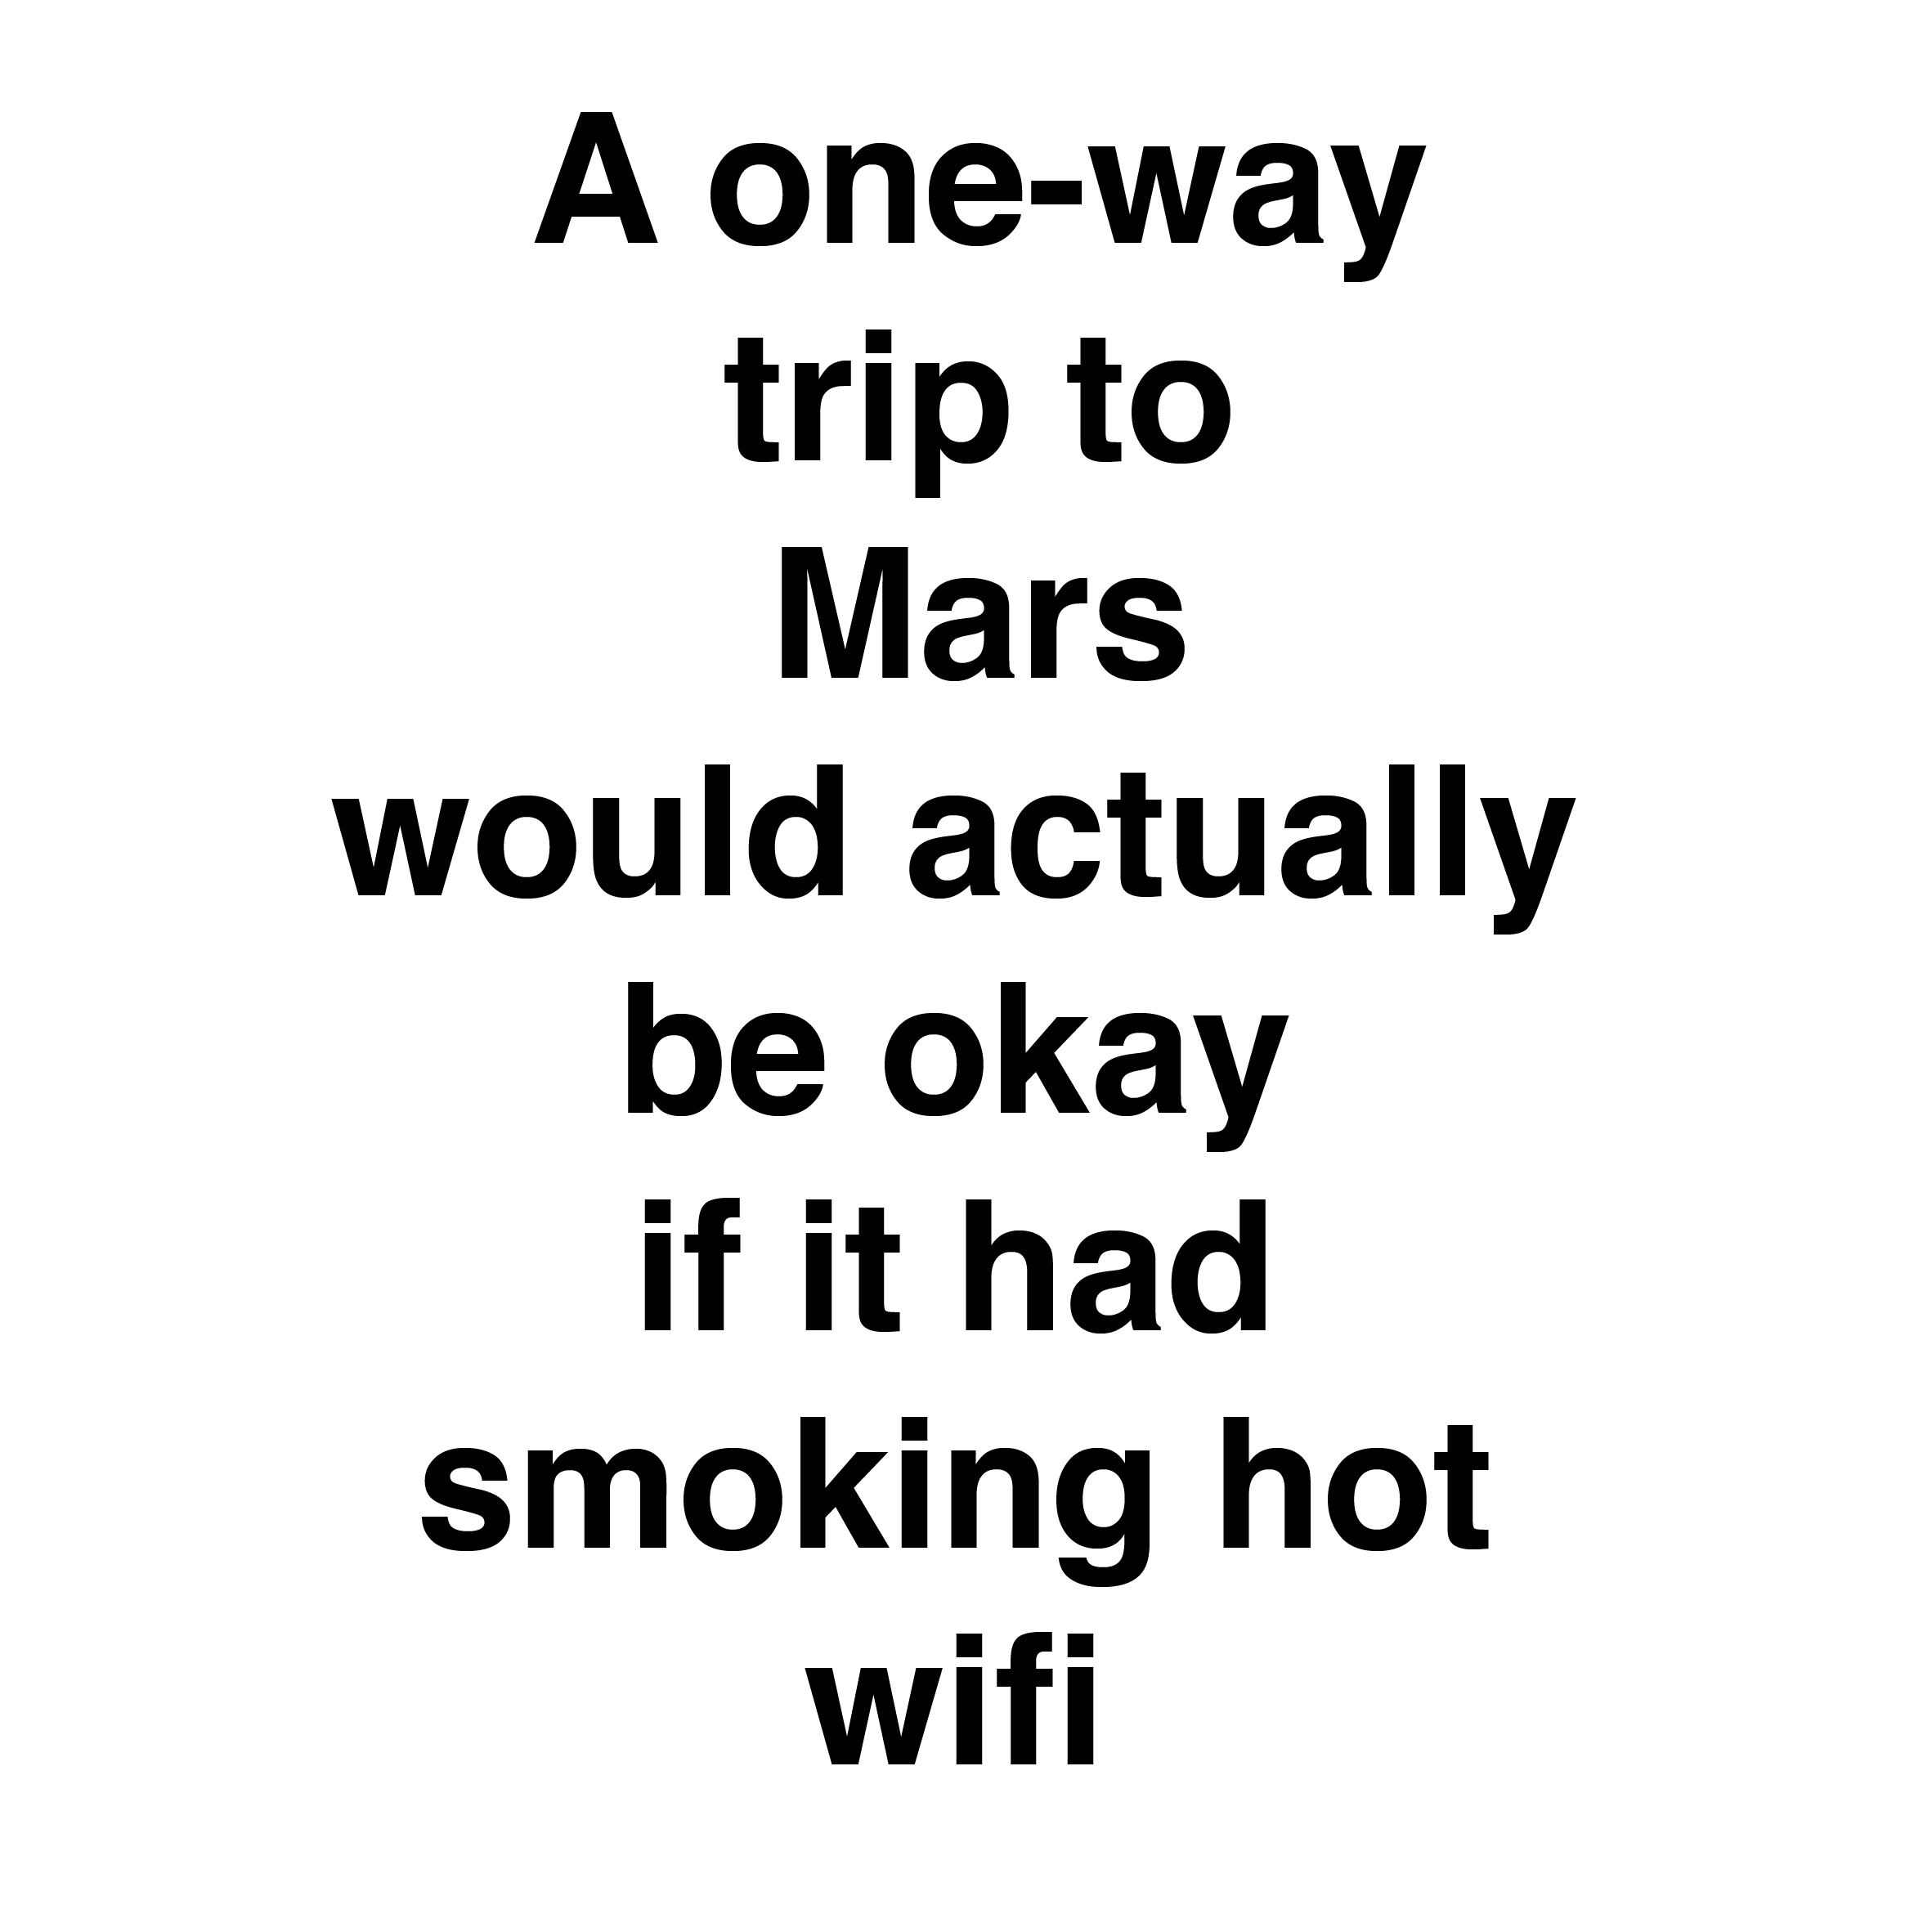 A one-way
trip to
Mars
would actually
be okay
if it had
smoking hot
wifi